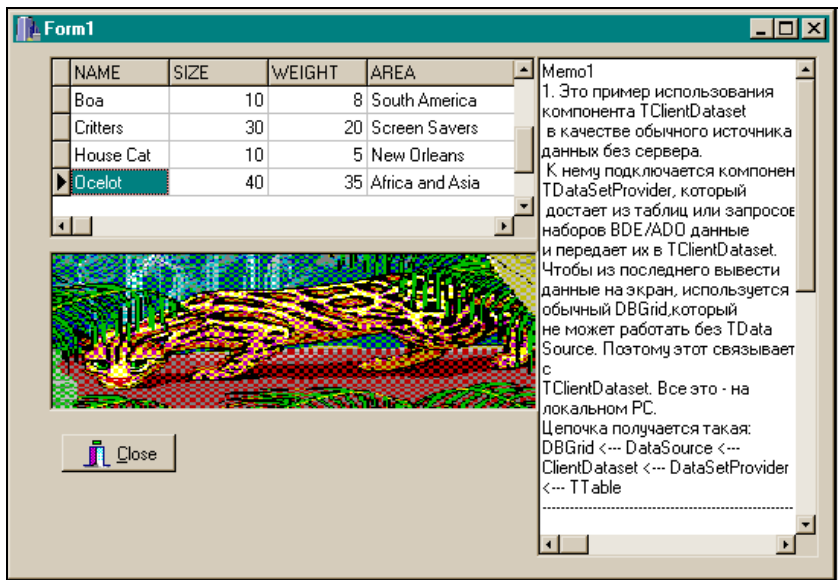 Form1
NAME SIZE WEIGHT AREA
Boa 10 8 South America
Critters 30 20 Screen Savers
House Cat 10 5 New Orleans
Ocelot 40 35 Africa and Asia
Close
Memo1
1. Это пример использования
компонента TClientDataset
в качестве обычного источника
данных без сервера.
К нему подключается компонен
TDataSetProvider, который
достает из таблиц или запросов
наборов BDE/ADO данные
и передает их в TClientDataset.
Чтобы из последнего вывести
данные на экран, используется
обычный DBGrid,который
не может работать без TData
Source. Поэтому этот связывает
с
TClientDataset. Все это - на
локальном PC.
Цепочка получается такая:
DBGrid <--- DataSource <---
ClientDataset <--- DataSetProvider
<--- TTable